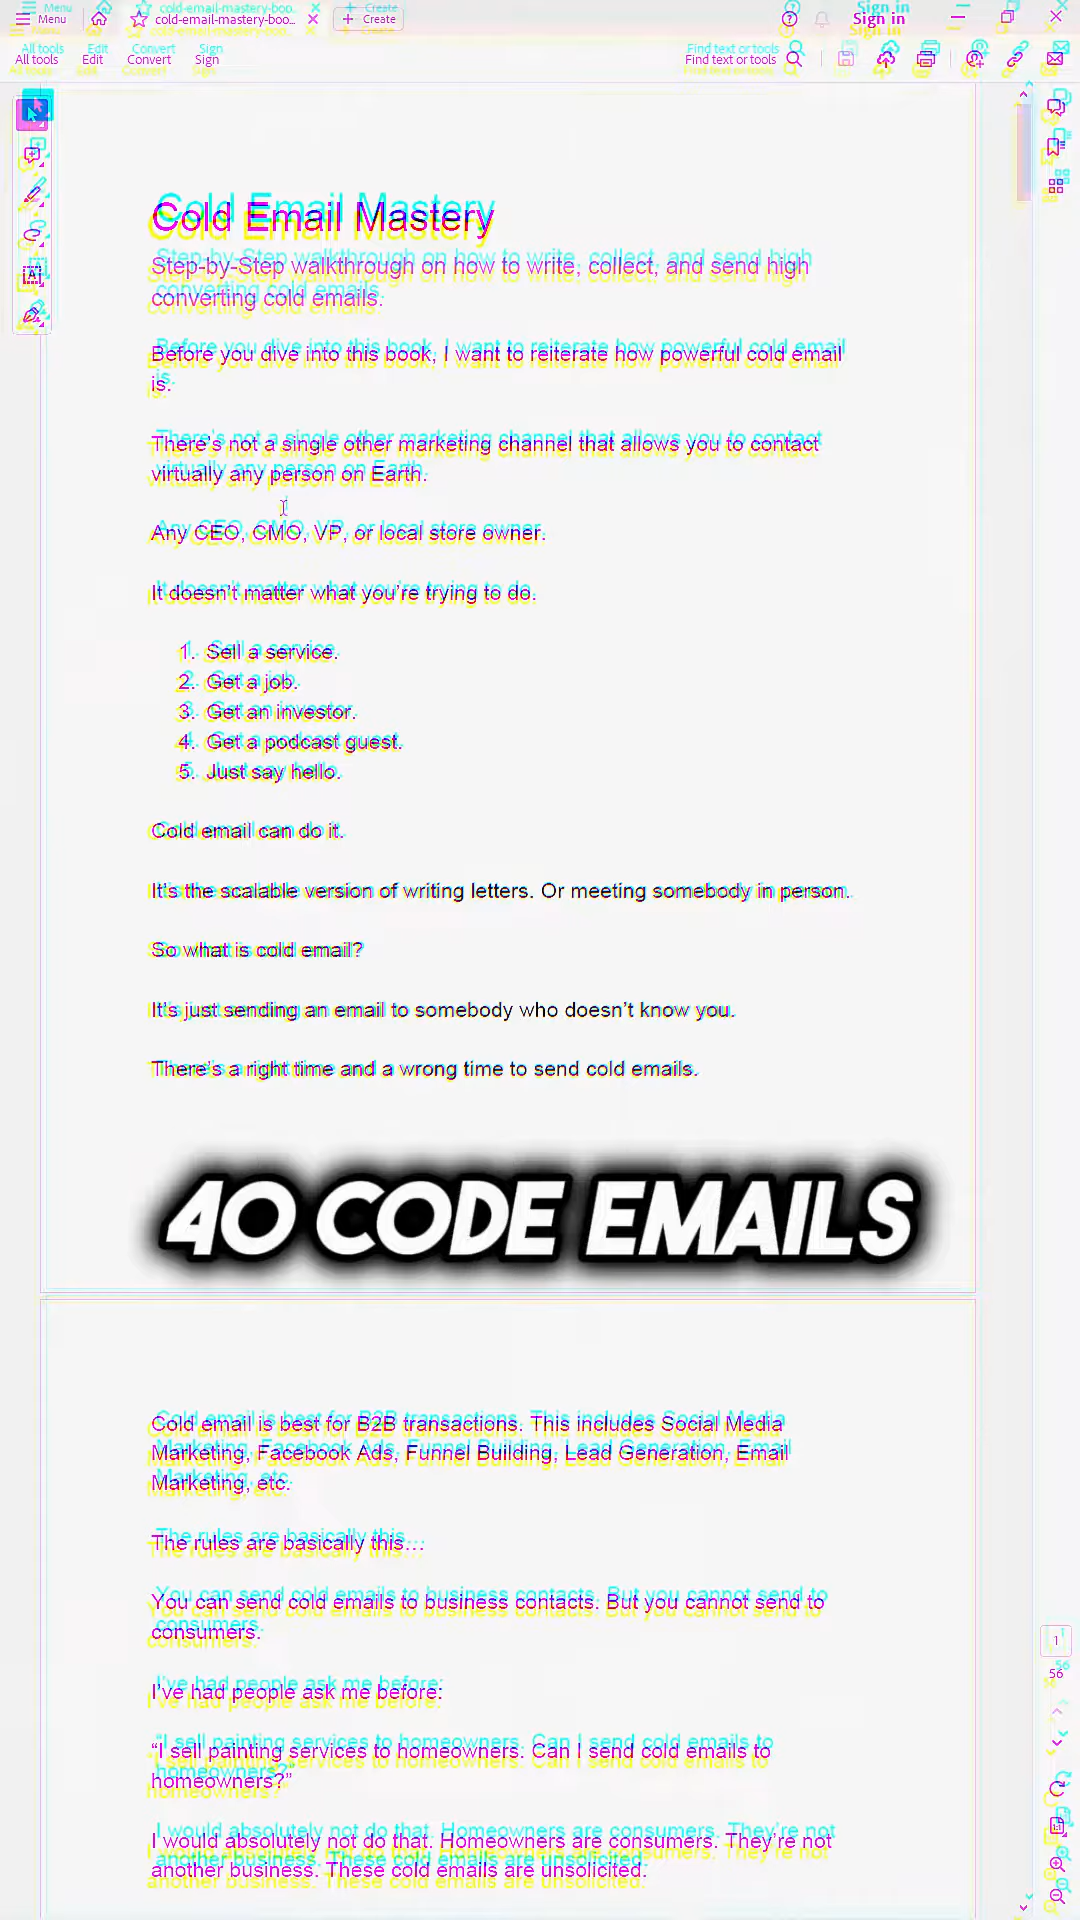 Menu
cold-email-mastery-boo...
Create
Sign in
All tools
Edit
Convert
Sign
Find text or tools
Cold Email Mastery
Step-by-Step walkthrough on how to write, collect, and send high
converting cold emails.
Before you dive into this book, I want to reiterate how powerful cold email
is.
There's not a single other marketing channel that allows you to contact
virtually any person on Earth.
Any CEO, CMO, VP, or local store owner.
It doesn't matter what you're trying to do.
1. Sell a service.
2. Get a job.
3. Get an investor.
4. Get a podcast guest.
5. Just say hello.
Cold email can do it.
It's the scalable version of writing letters. Or meeting somebody in person.
So what is cold email?
It's just sending an email to somebody who doesn't know you.
There's a right time and a wrong time to send cold emails.
40 CODE EMAILS
Cold email is best for B2B transactions. This includes Social Media
Marketing, Facebook Ads, Funnel Building, Lead Generation, Email
Marketing, etc.
The rules are basically this…
You can send cold emails to business contacts. But you cannot send to
consumers.
I've had people ask me before:
"I sell painting services to homeowners. Can I send cold emails to
homeowners?"
I would absolutely not do that. Homeowners are consumers. They're not
another business. These cold emails are unsolicited.
1
56